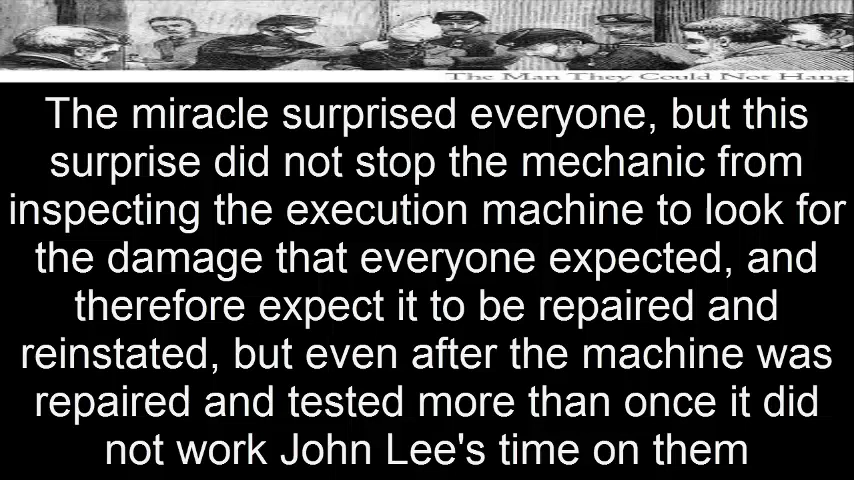 The Man They Could Not Hang
The miracle surprised everyone, but this
surprise did not stop the mechanic from
inspecting the execution machine to look for
the damage that everyone expected, and
therefore expect it to be repaired and
reinstated, but even after the machine was
repaired and tested more than once it did
not work John Lee's time on them